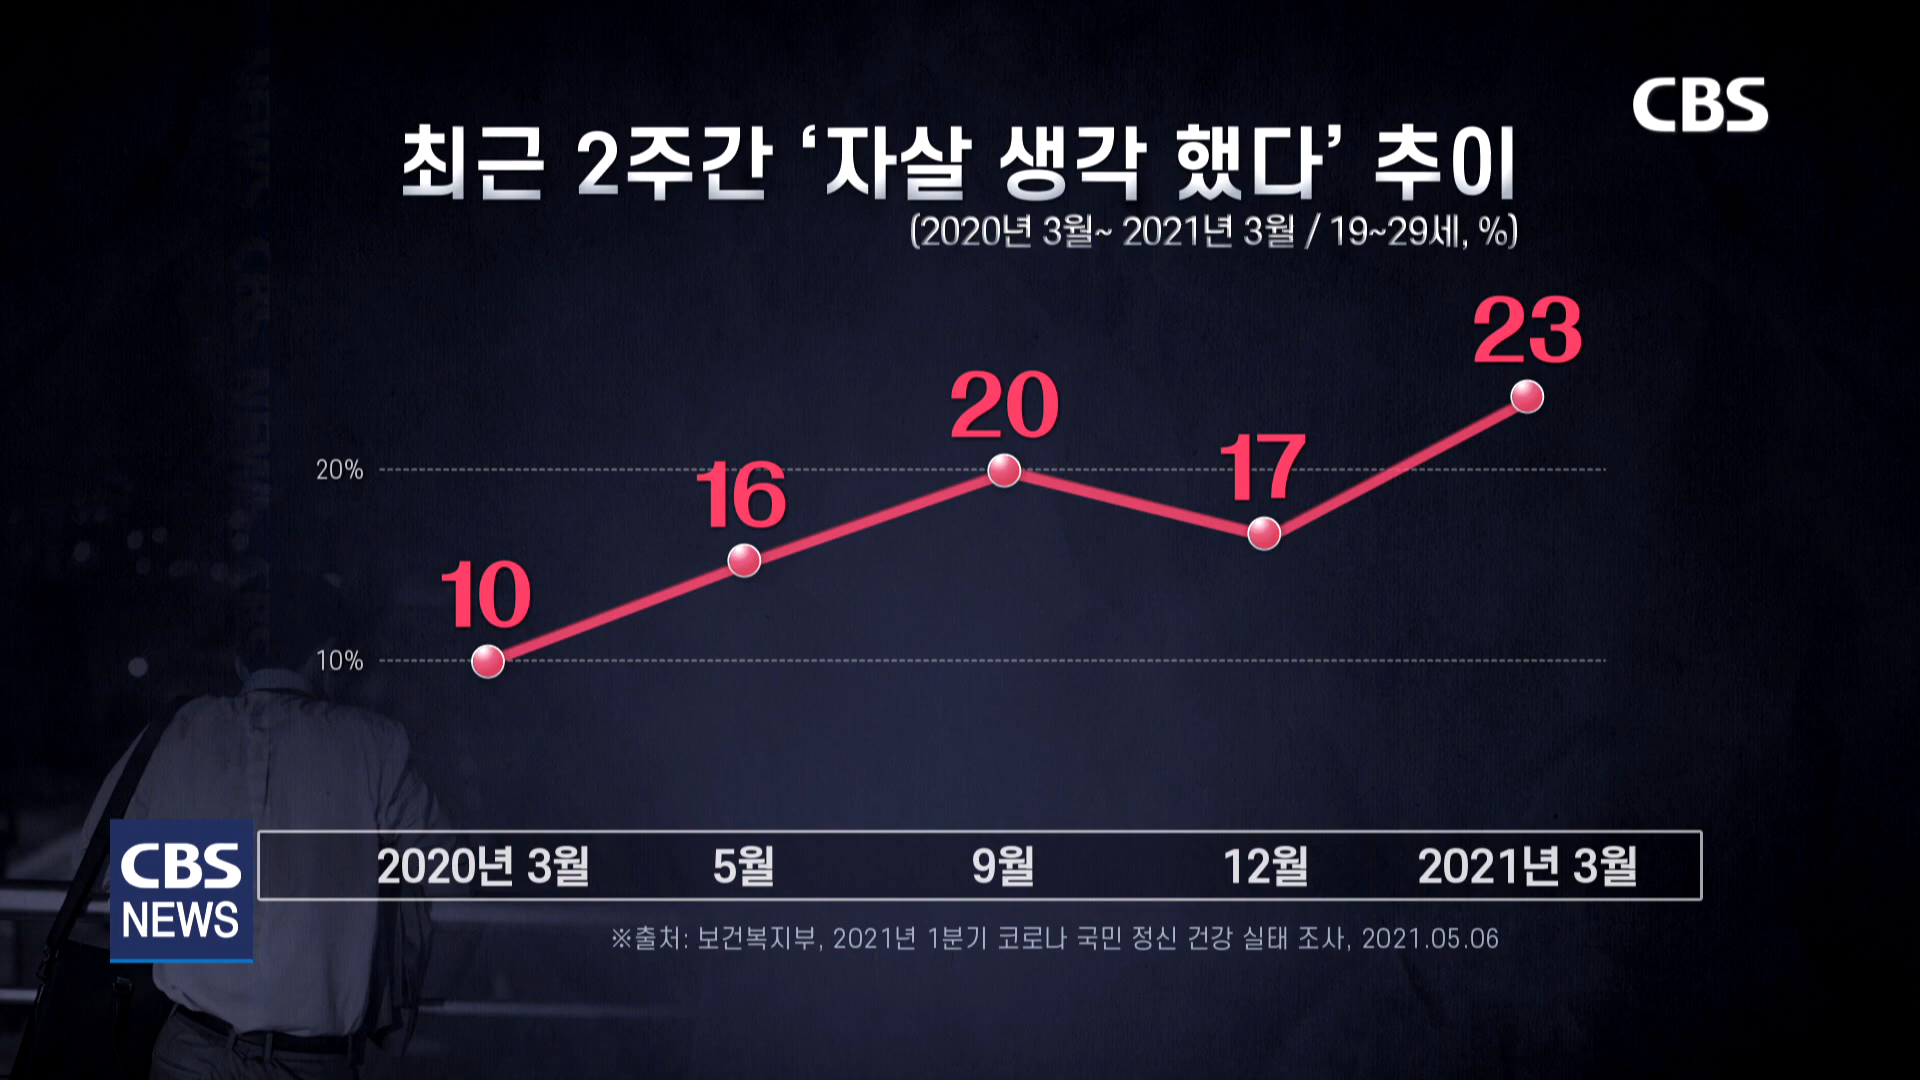 CBS
최근 2주간 ‘자살 생각 했다’ 추이
(2020년 3월~ 2021년 3월 / 19~29세, %)
23
20
17
16
10
20%
10%
2020년 3월 5월 9월 12월 2021년 3월
CBS
NEWS
※출처: 보건복지부, 2021년 1분기 코로나 국민 정신 건강 실태 조사, 2021.05.06